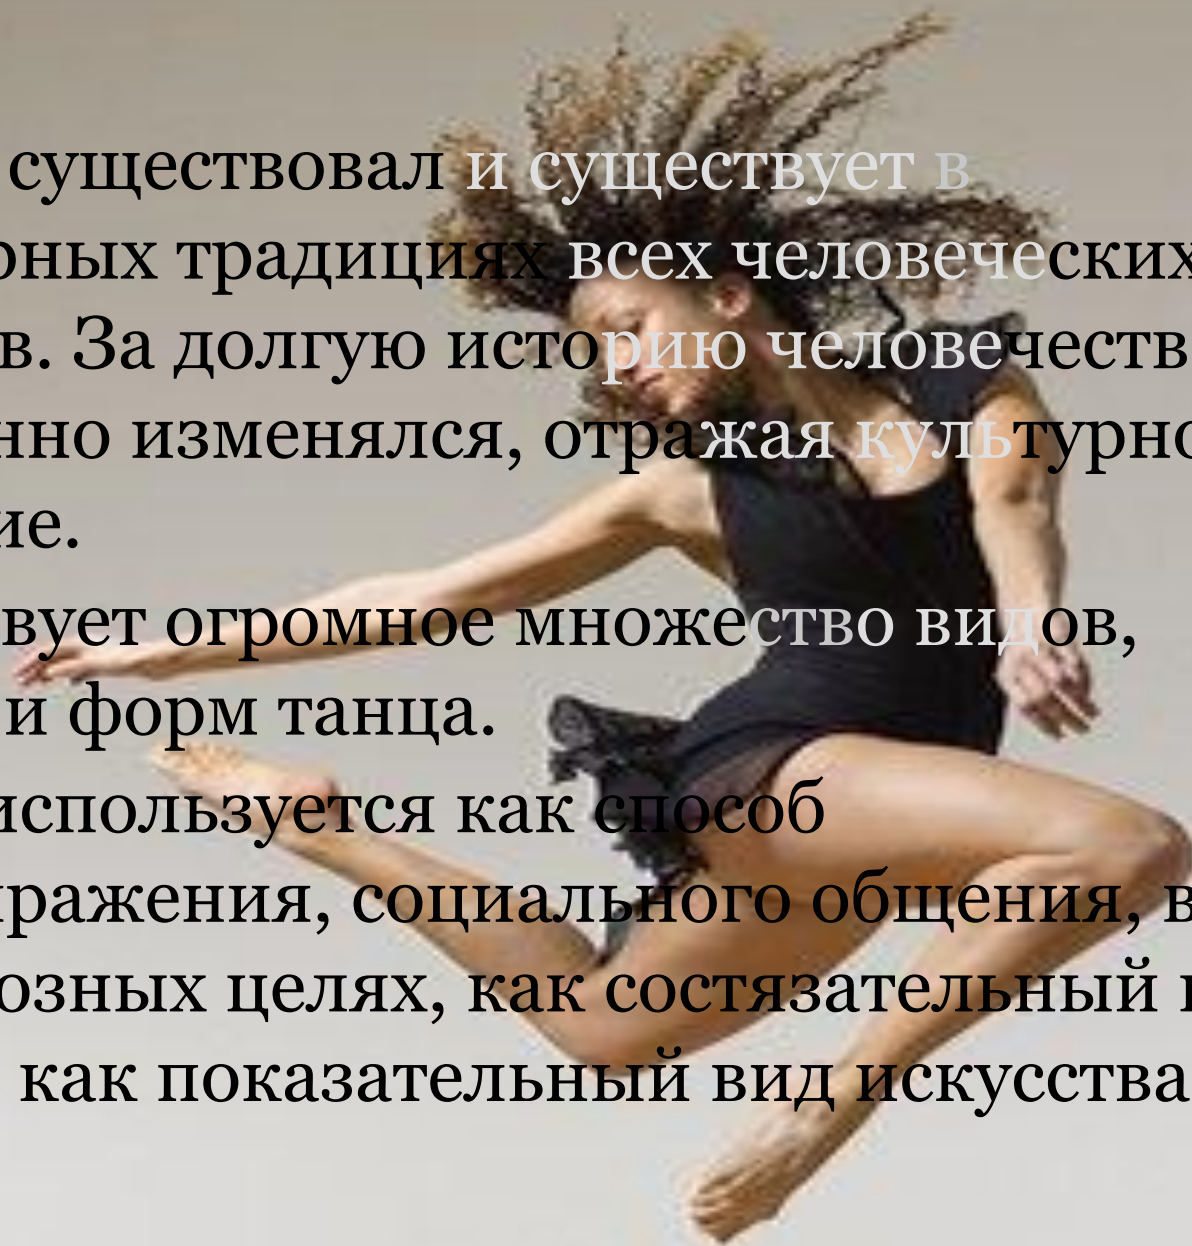 существовал и существует в
рных традициях всех человеческих
в. За долгую историю человечеств
нно изменялся, отражая культурно
ие.
вует огромное множество видов,
и форм танца.
используется как способ
ражения, социального общения, в
озных целях, как состязательный
как показательный вид искусства